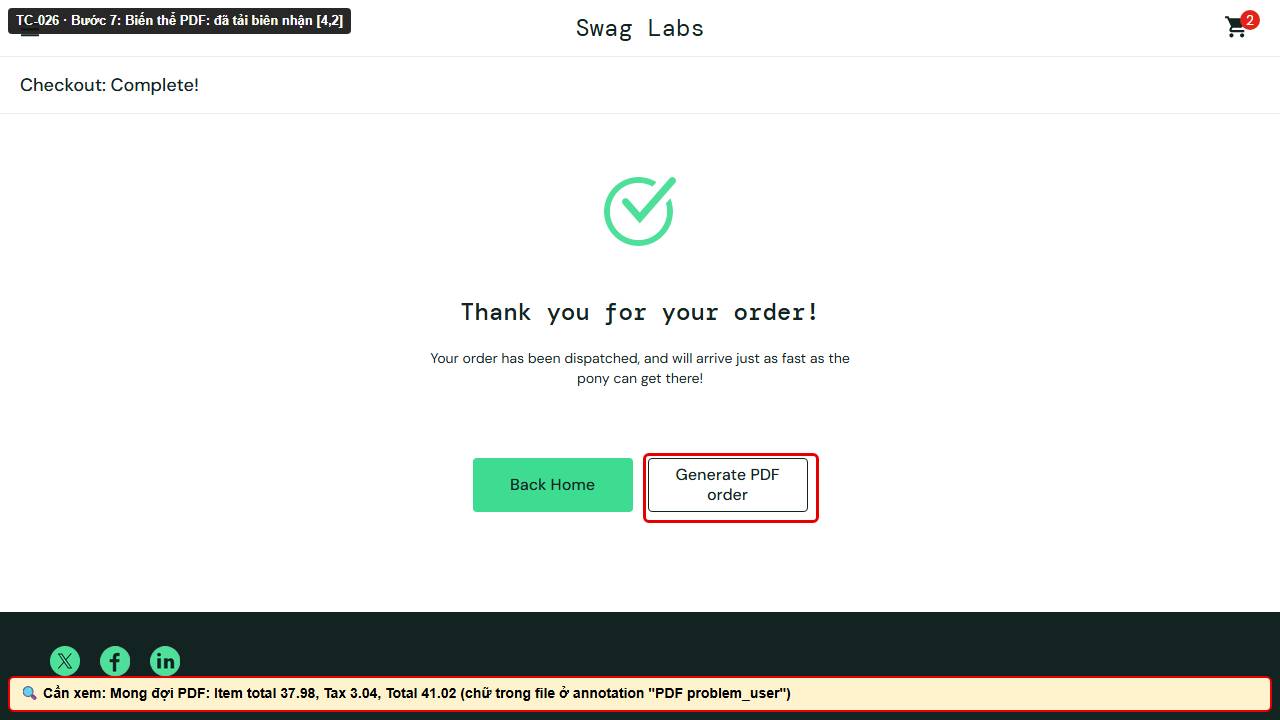 TC-026 · Bước 7: Biến thể PDF: đã tải biên nhận [4,2]
Swag Labs
2
Checkout: Complete!
Thank you for your order!
Your order has been dispatched, and will arrive just as fast as the
pony can get there!
Back Home
Generate PDF
order
🔍 Cần xem: Mong đợi PDF: Item total 37.98, Tax 3.04, Total 41.02 (chữ trong file ở annotation "PDF problem_user")